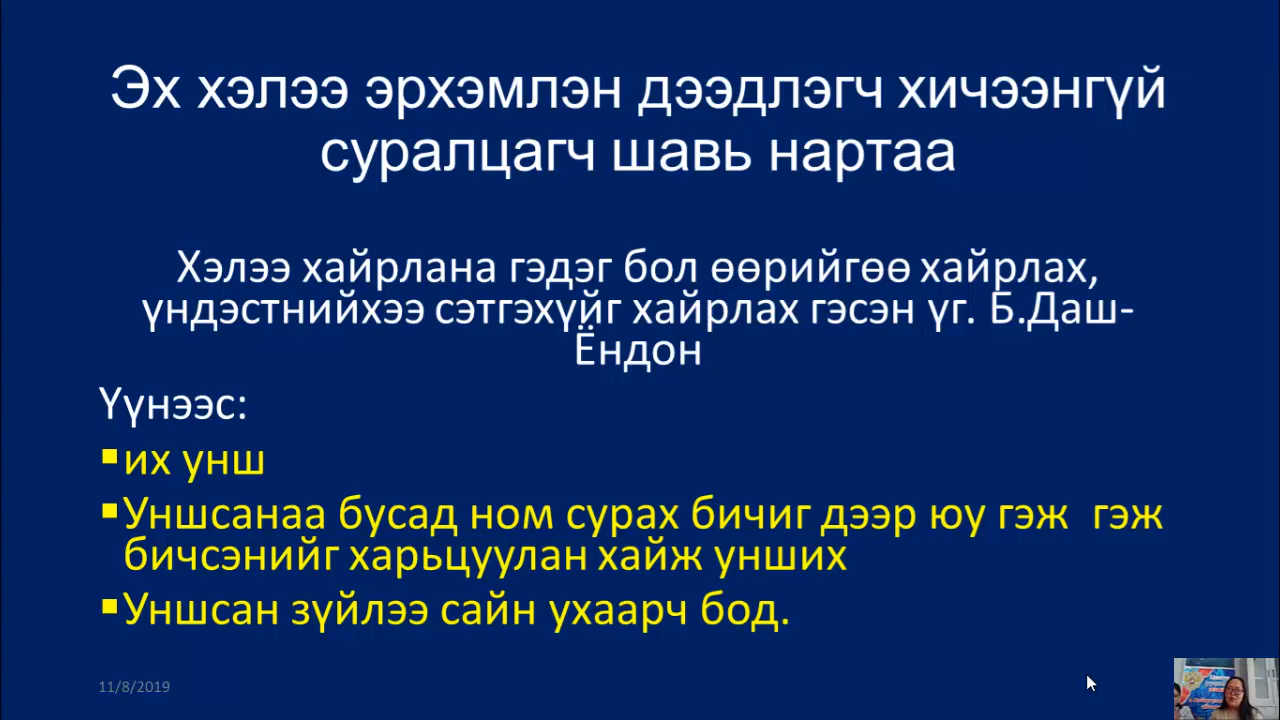 Эх хэлээ эрхэмлэн дээдлэгч хичээнгүй
суралцагч шавь нартаа
Хэлээ хайрлана гэдэг бол өөрийгөө хайрлах,
үндэстнийхээ сэтгэхүйг хайрлах гэсэн үг. Б.Даш-
Ёндон
Үүнээс:
▪их унш
▪Уншсанаа бусад ном сурах бичиг дээр юу гэж  гэж
бичсэнийг харьцуулан хайж унших
▪Уншсан зүйлээ сайн ухаарч бод.
11/8/2019